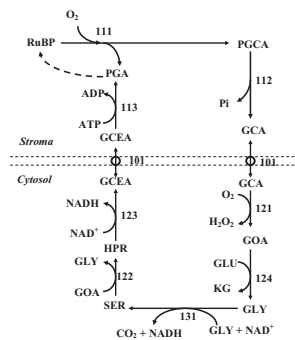 O2
111
RuBP
PGCA
PGA
112
ADP
Pi
113
ATP
GCEA
GCA
Stroma
101
101
Cytosol
GCEA
GCA
O2
NADH
121
123
H2O2
NAD+
GOA
HPR
GLY
GLU
122
124
GOA
KG
SER
131
GLY
CO2 + NADH
GLY + NAD+